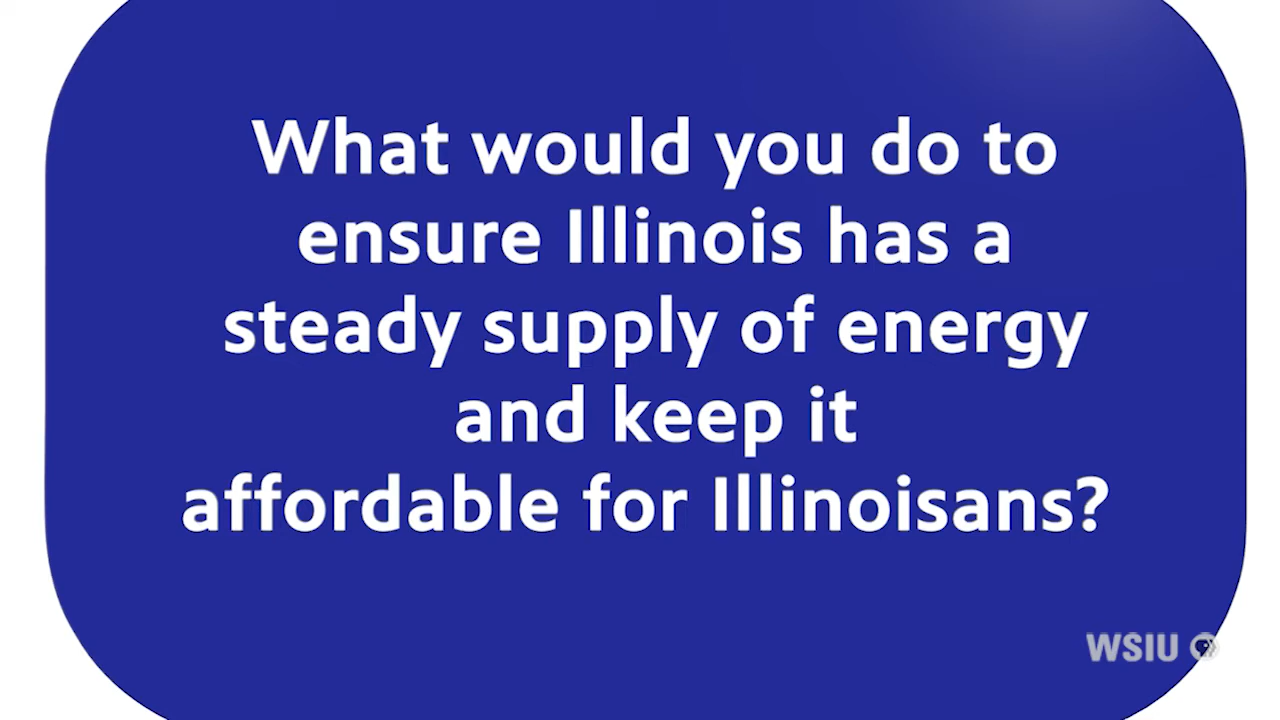 What would you do to
ensure Illinois has a
steady supply of energy
and keep it
affordable for Illinoisans?
WSIU